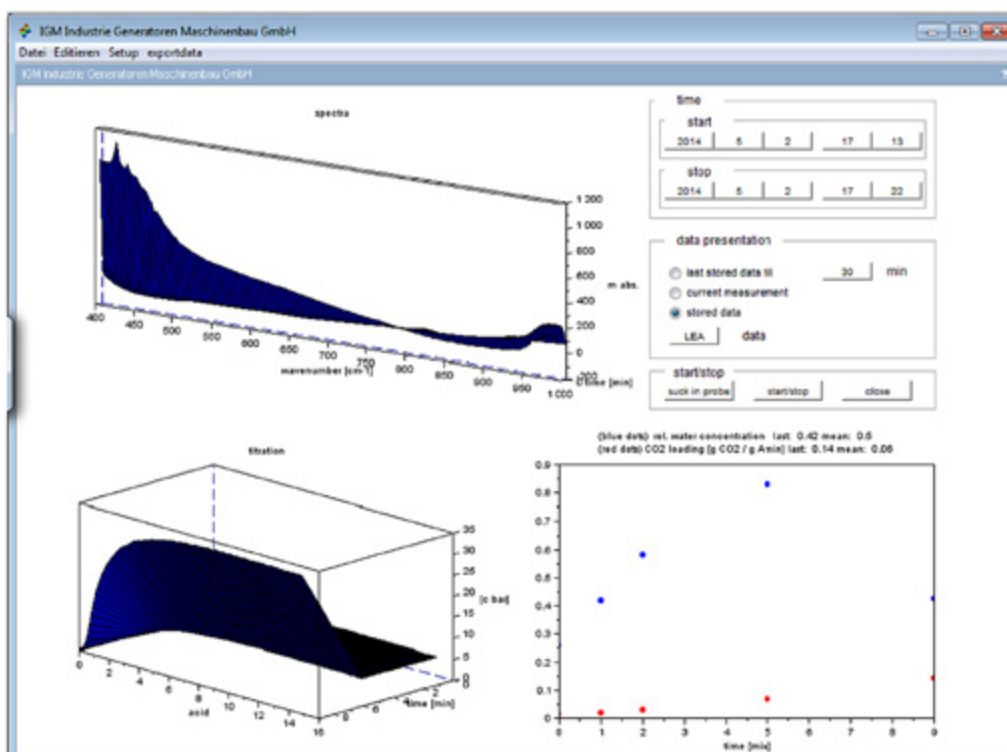 IGM Industrie Generatoren Maschinenbau GmbH
Datei Editieren Setup exportdata
IGM Industrie Generatoren Maschinenbau GmbH
spectra
1 200
1 000
800
600
400
200
0
-200
m abs.
400
450
500
550
600
650
700
750
800
850
900
950
1 000
wavenumber [cm-1]
time [min]
time
start
2014 5 2 17 13
stop
2014 5 2 17 22
data presentation
last stored data till 30 min
current measurement
stored data
LEA data
start/stop
suck in probe start/stop close
titration
35
30
25
20
15
10
5
0
[c bar]
0
2
4
6
8
10
12
14
16
acid
8
6
4
2
0
time [min]
(blue dots) rel. water concentration last: 0.42 mean: 0.5
(red dots) CO2 loading [g CO2 / g Amin] last: 0.14 mean: 0.06
0.9
0.8
0.7
0.6
0.5
0.4
0.3
0.2
0.1
0
0 1 2 3 4 5 6 7 8 9
time [mix]